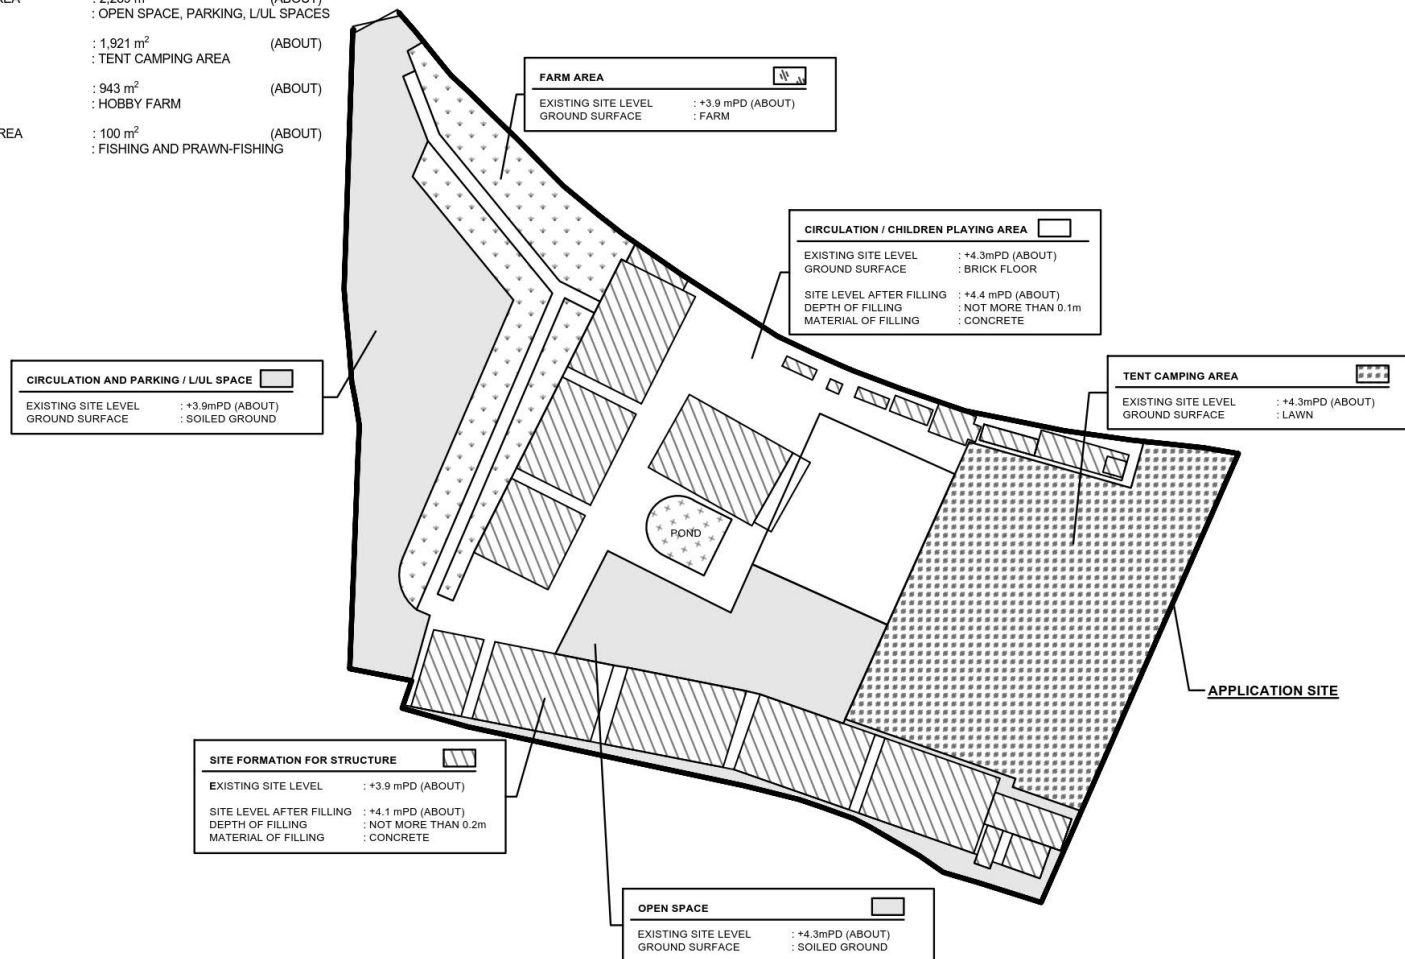 : OPEN SPACE, PARKING, L/UL SPACES
: 1,921 m² (ABOUT)
: TENT CAMPING AREA
: 943 m² (ABOUT)
: HOBBY FARM
: 100 m² (ABOUT)
: FISHING AND PRAWN-FISHING
FARM AREA
EXISTING SITE LEVEL : +3.9 mPD (ABOUT)
GROUND SURFACE : FARM
CIRCULATION / CHILDREN PLAYING AREA
EXISTING SITE LEVEL : +4.3mPD (ABOUT)
GROUND SURFACE : BRICK FLOOR
SITE LEVEL AFTER FILLING : +4.4 mPD (ABOUT)
DEPTH OF FILLING : NOT MORE THAN 0.1m
MATERIAL OF FILLING : CONCRETE
CIRCULATION AND PARKING / L/UL SPACE
EXISTING SITE LEVEL : +3.9mPD (ABOUT)
GROUND SURFACE : SOILED GROUND
TENT CAMPING AREA
EXISTING SITE LEVEL : +4.3mPD (ABOUT)
GROUND SURFACE : LAWN
POND
APPLICATION SITE
SITE FORMATION FOR STRUCTURE
EXISTING SITE LEVEL : +3.9 mPD (ABOUT)
SITE LEVEL AFTER FILLING : +4.1 mPD (ABOUT)
DEPTH OF FILLING : NOT MORE THAN 0.2m
MATERIAL OF FILLING : CONCRETE
OPEN SPACE
EXISTING SITE LEVEL : +4.3mPD (ABOUT)
GROUND SURFACE : SOILED GROUND